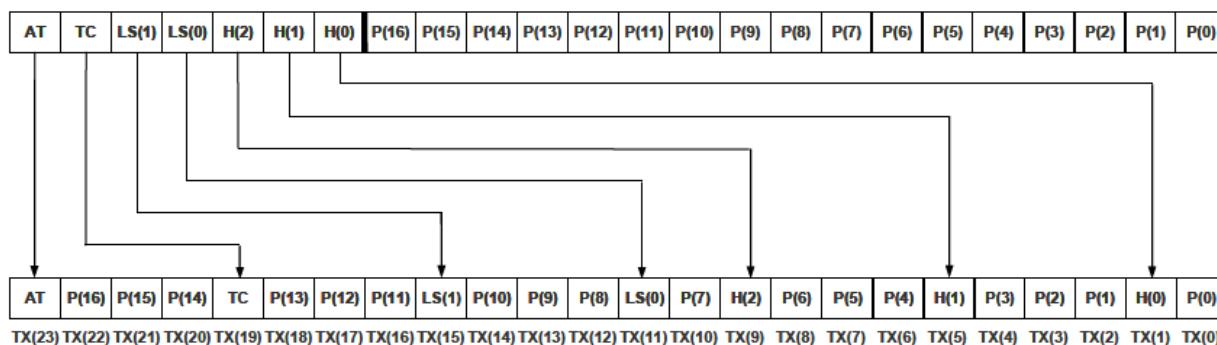 AT TC LS(1) LS(0) H(2) H(1) H(0) P(16) P(15) P(14) P(13) P(12) P(11) P(10) P(9) P(8) P(7) P(6) P(5) P(4) P(3) P(2) P(1) P(0)
AT P(16) P(15) P(14) TC P(13) P(12) P(11) LS(1) P(10) P(9) P(8) LS(0) P(7) H(2) P(6) P(5) P(4) H(1) P(3) P(2) P(1) H(0) P(0)
TX(23) TX(22) TX(21) TX(20) TX(19) TX(18) TX(17) TX(16) TX(15) TX(14) TX(13) TX(12) TX(11) TX(10) TX(9) TX(8) TX(7) TX(6) TX(5) TX(4) TX(3) TX(2) TX(1) TX(0)